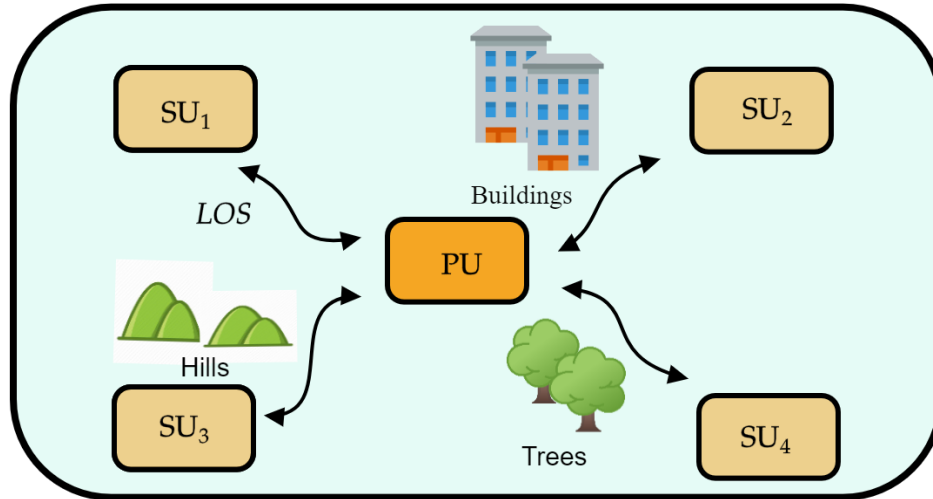 SU₁
SU₂
Buildings
LOS
PU
Hills
SU₃
Trees
SU₄